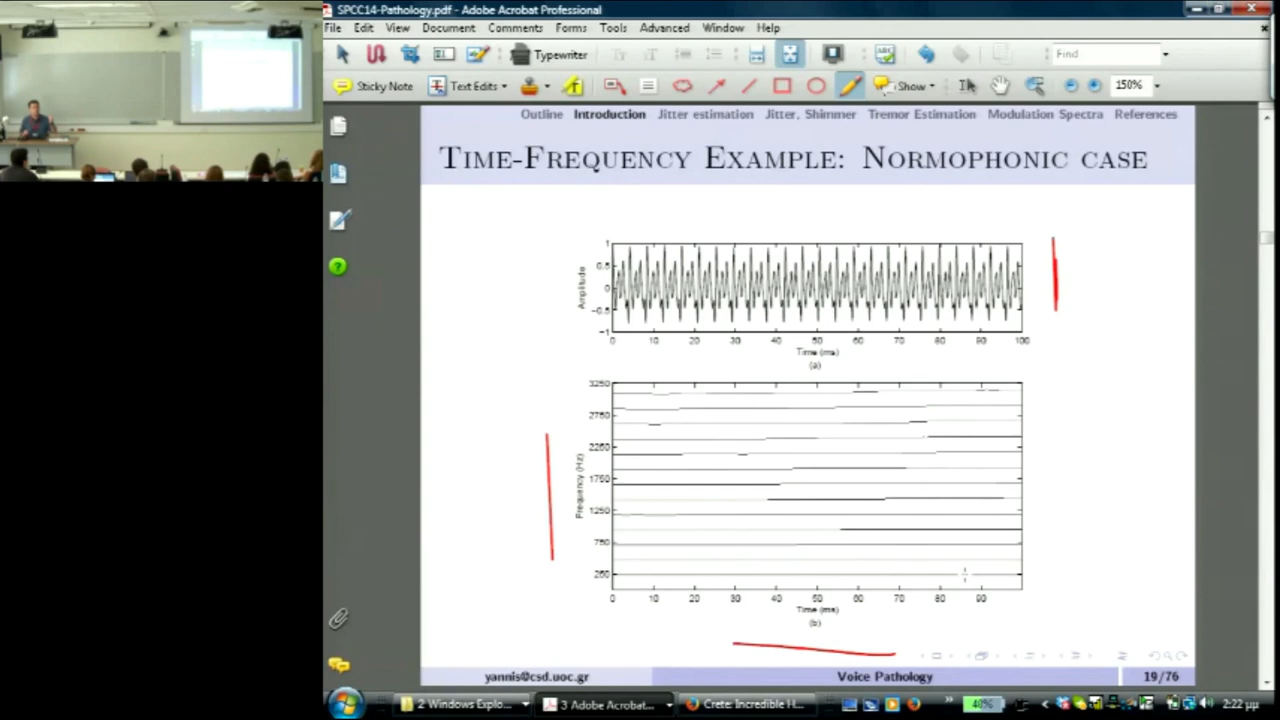 SPCC14-Pathology.pdf - Adobe Acrobat Professional
File Edit View Document Comments Forms Tools Advanced Window Help
Typewriter Find
Sticky Note Text Edits Show 150%
Outline Introduction Jitter estimation Jitter, Shimmer Tremor Estimation Modulation Spectra References
Time-Frequency Example: Normophonic case
1
0.5
0
-0.5
-1
Amplitude
0 10 20 30 40 50 60 70 80 90 100
Time (ms)
(a)
3250
2750
2250
1750
1250
750
250
Frequency (Hz)
0 10 20 30 40 50 60 70 80 90
Time (ms)
(b)
yannis@csd.uoc.gr Voice Pathology 19/76
2 Windows Explo... 3 Adobe Acrobat... Crete: Incredible H... 40% 2:22 μμ